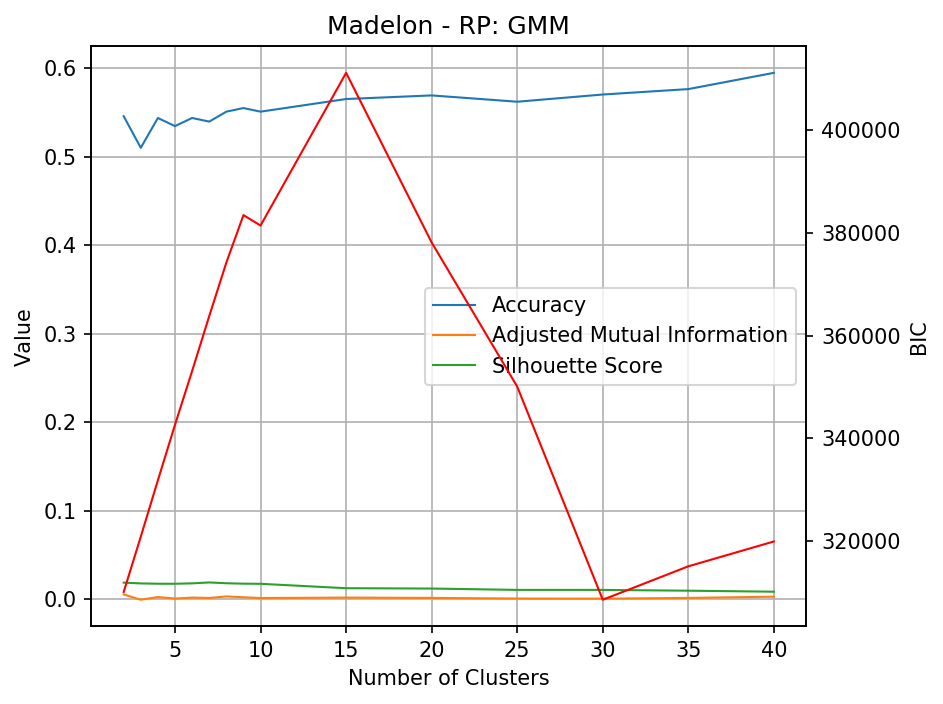 Madelon - RP: GMM
0.6
0.5
0.4
0.3
0.2
0.1
0.0
Value
400000
380000
360000
340000
320000
BIC
Accuracy
Adjusted Mutual Information
Silhouette Score
5 10 15 20 25 30 35 40
Number of Clusters